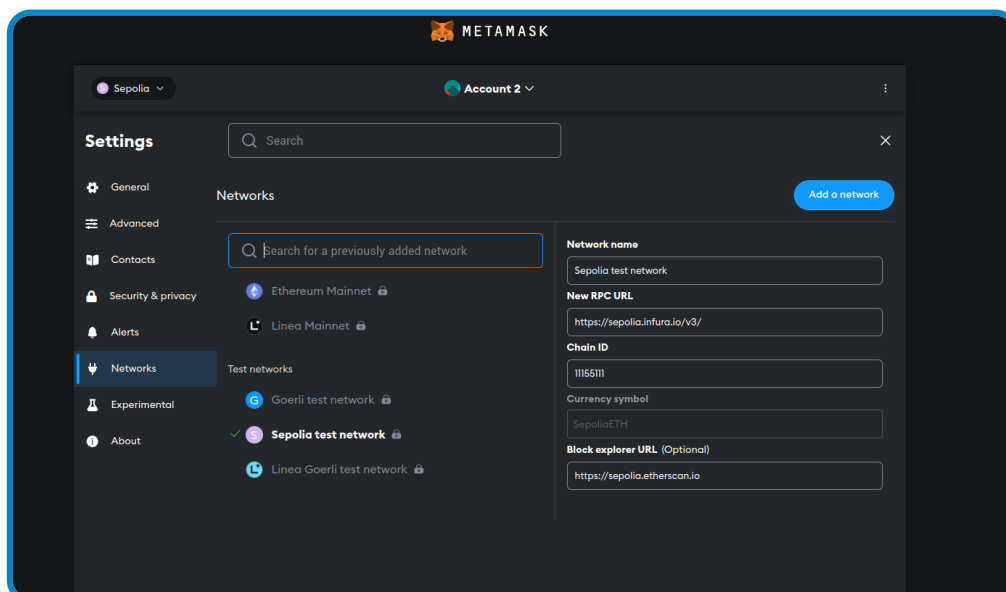 METAMASK
S Sepolia
Account 2
Settings
Search
General
Networks
Add a network
Advanced
Network name
Search for a previously added network
Contacts
Sepolia test network
Ethereum Mainnet
Security & privacy
New RPC URL
https://sepolia.infura.io/v3/
Linea Mainnet
Alerts
Chain ID
Networks
Test networks
11155111
Goerli test network
Currency symbol
Experimental
SepoliaETH
Sepolia test network
About
Block explorer URL (Optional)
Linea Goerli test network
https://sepolia.etherscan.io